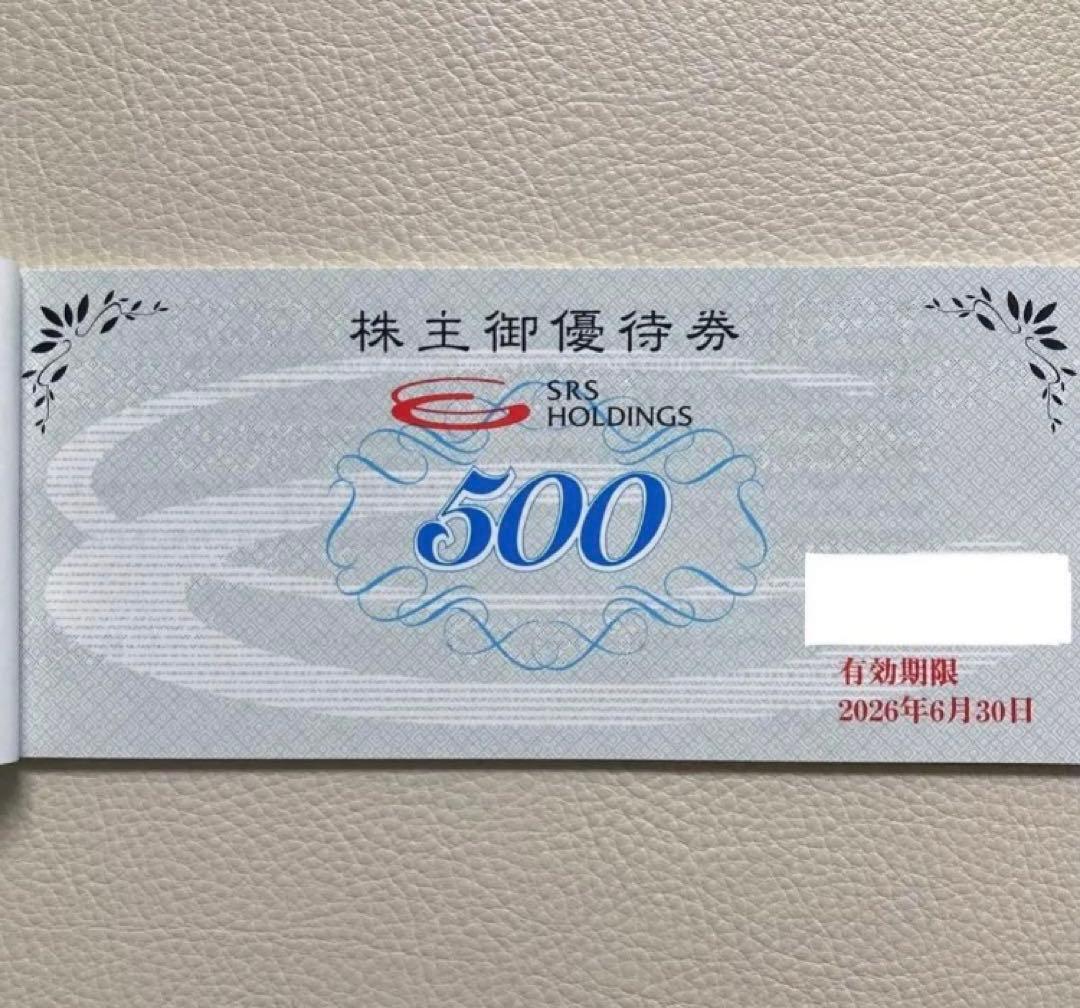 株主御優待券
SRS
HOLDINGS
500
有効期限
2026年6月30日